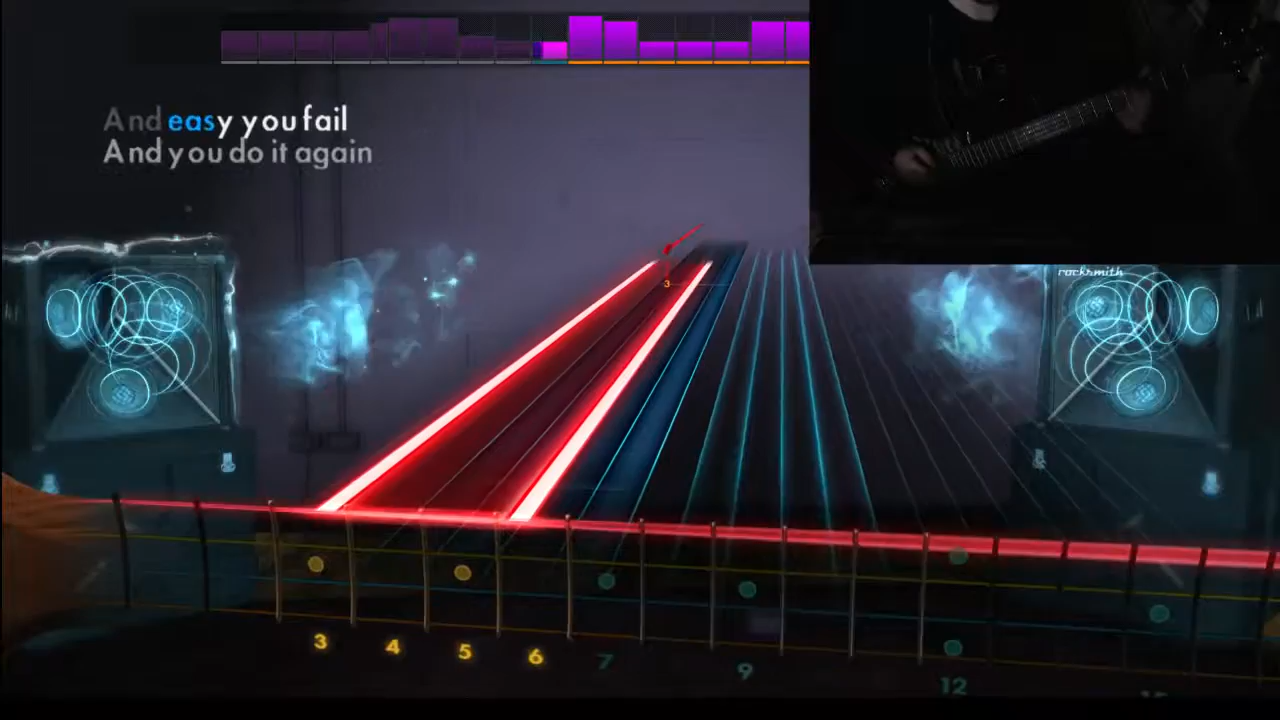 And easy you fail
And you do it again
rocksmith
3
3 4 5 6 7 9 12